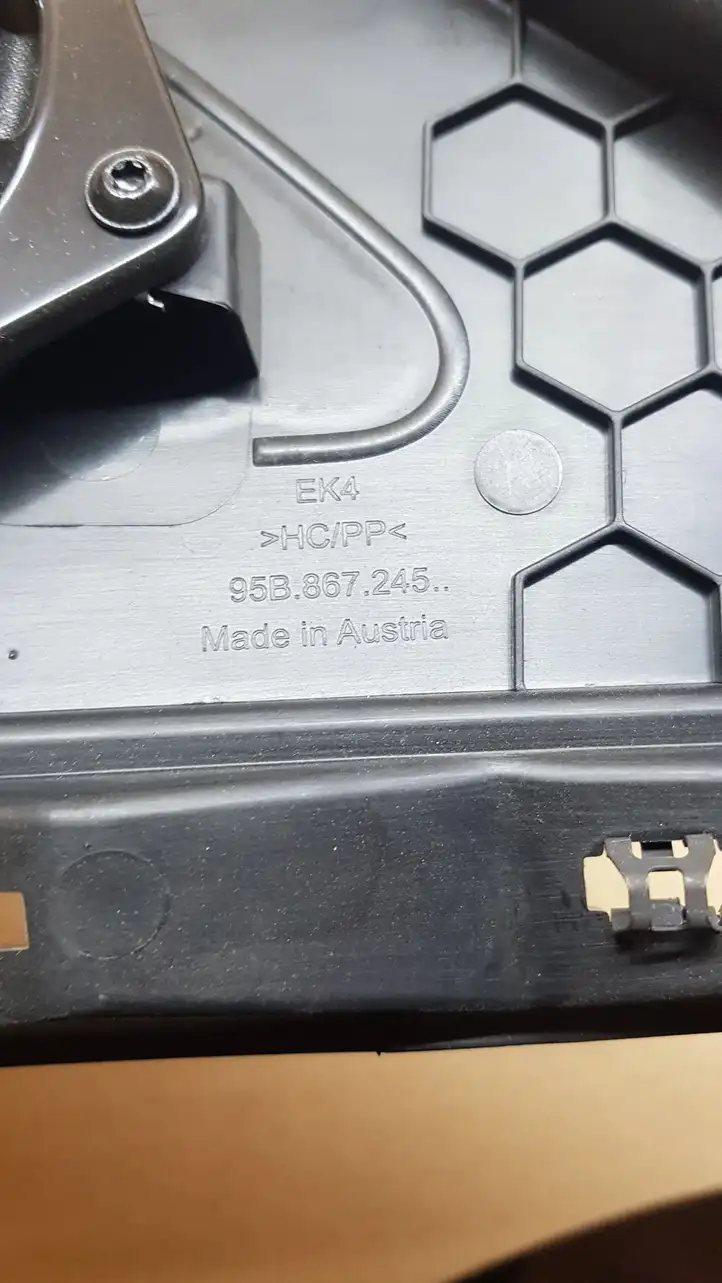 EK4
>HC/PP<
95B.867.245..
Made in Austria